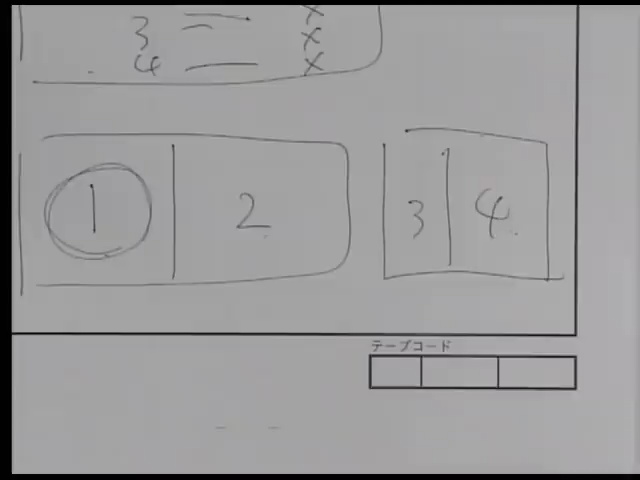 x
3 = x
4 — x
1 2 3 4
テープコード